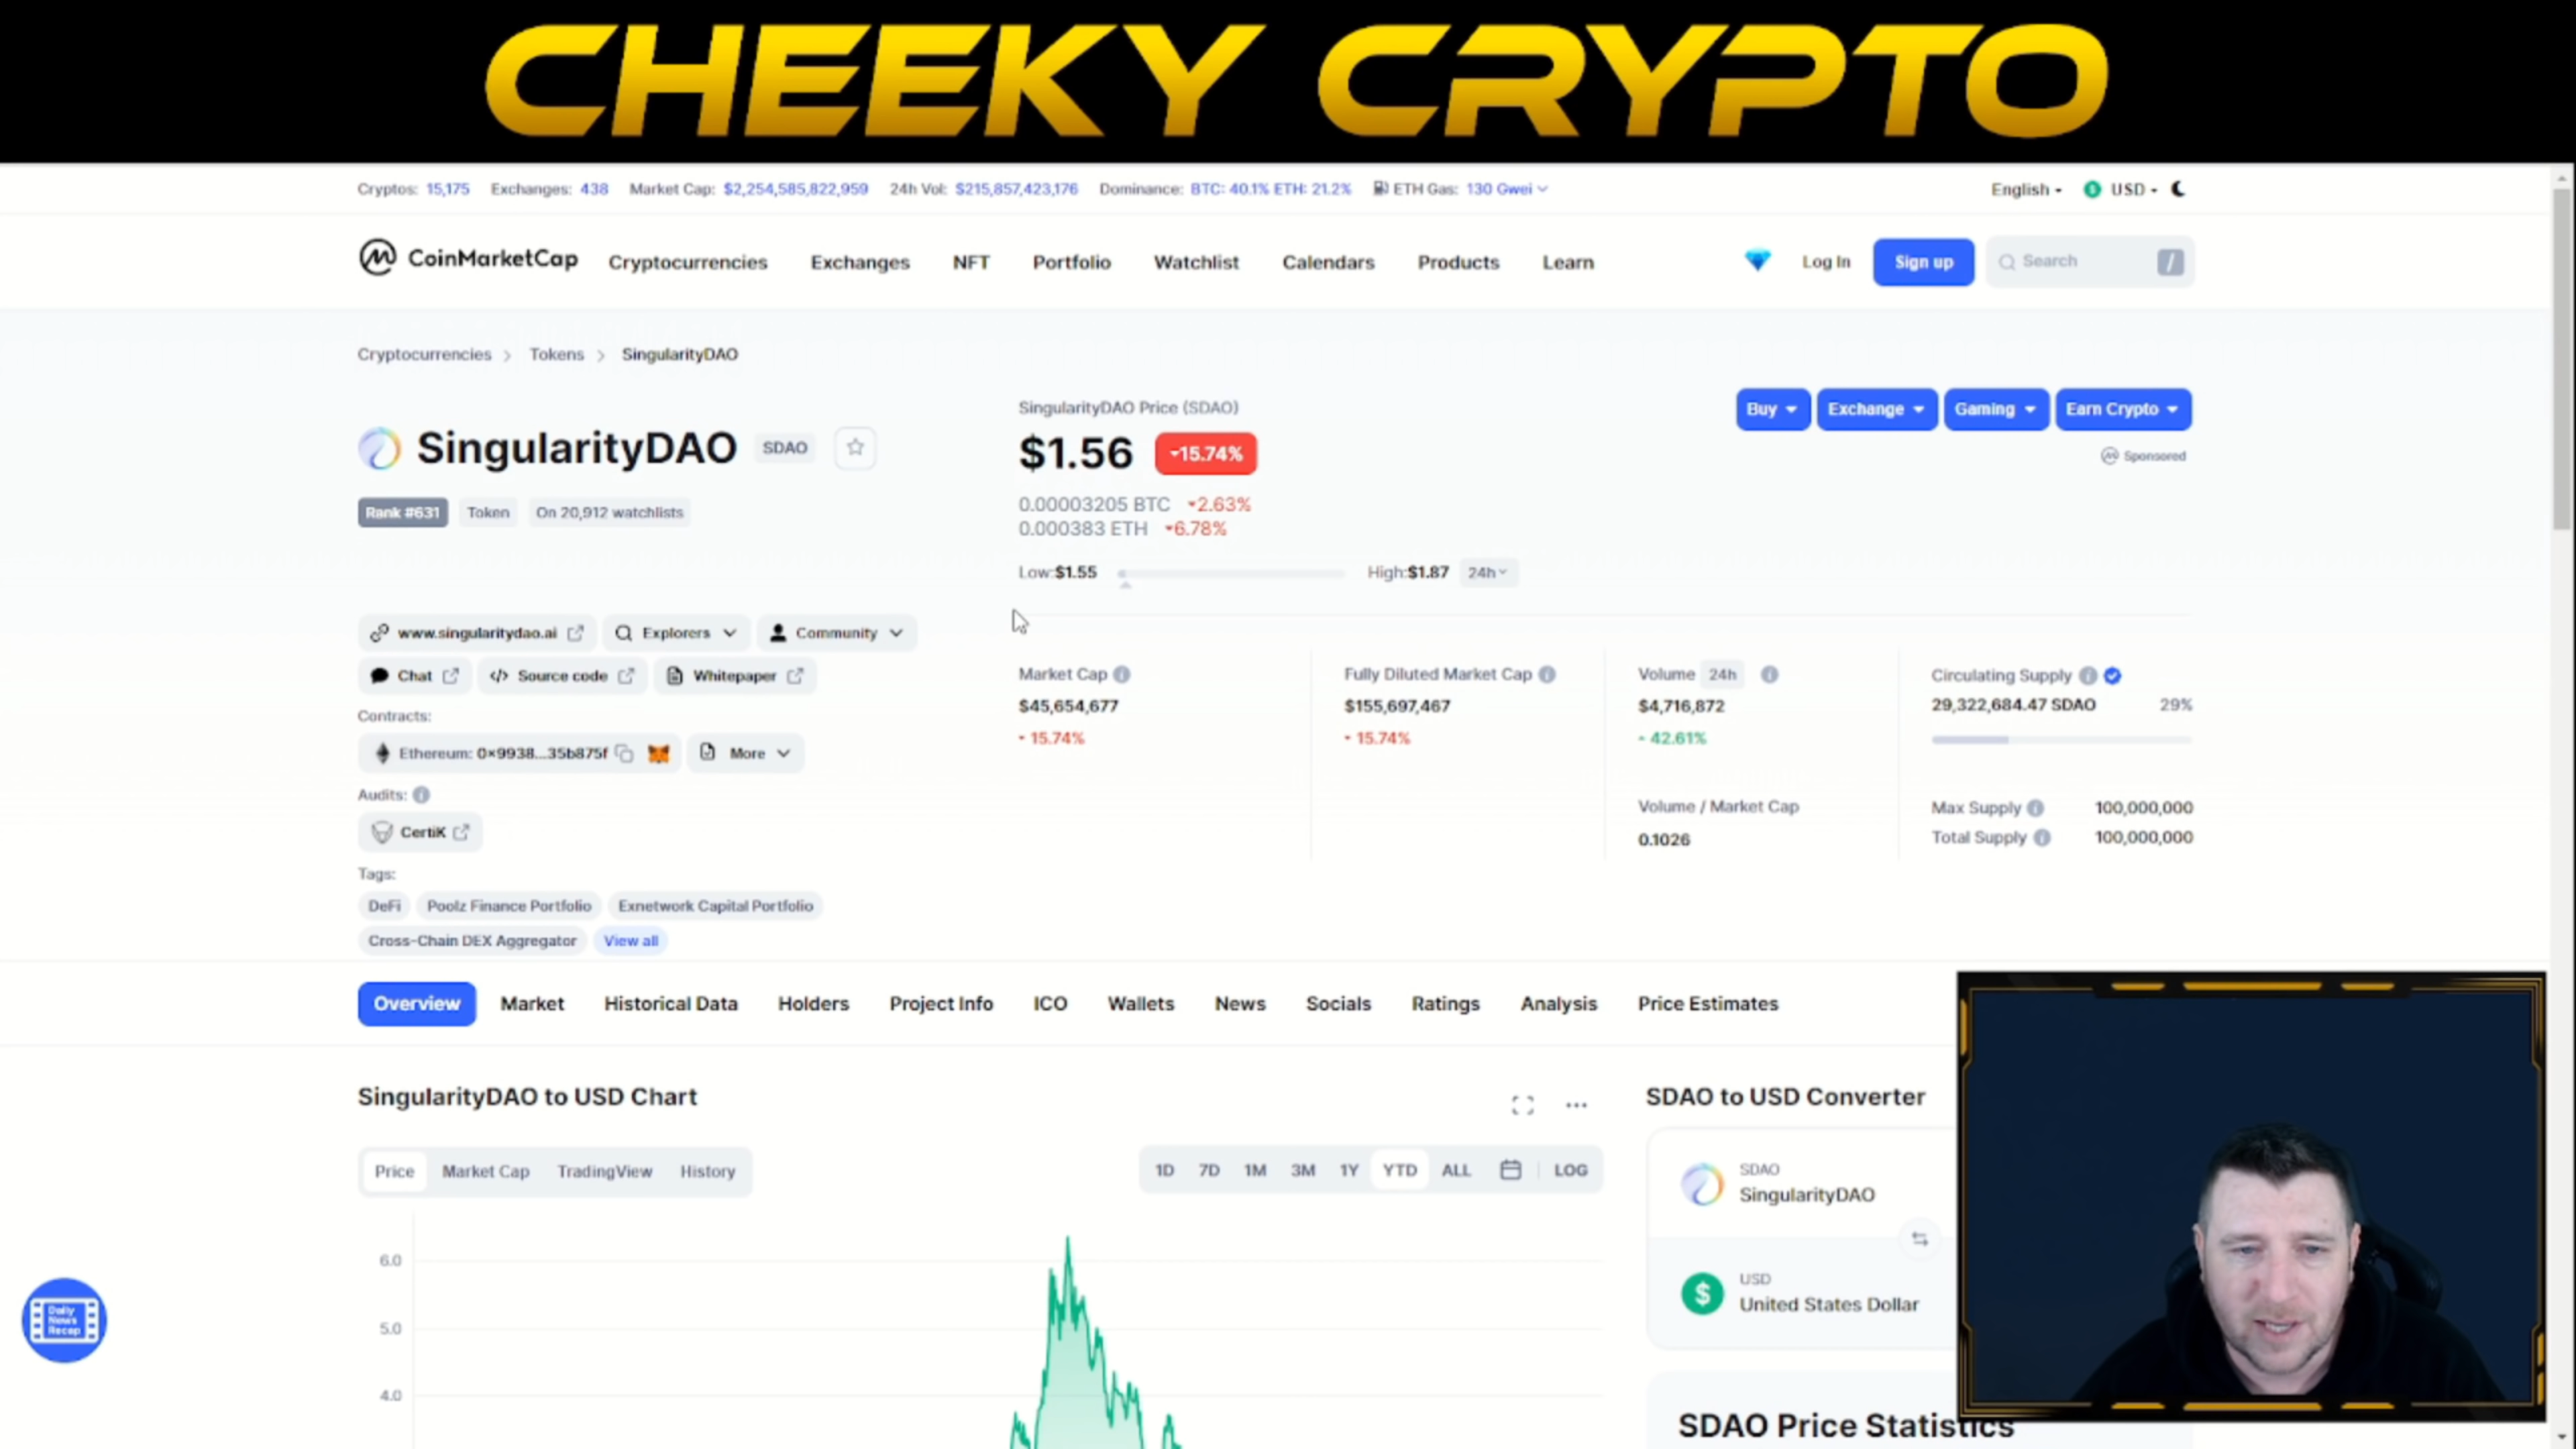 CHEEKY CRYPTO
Cryptos: 15,175 Exchanges: 438 Market Cap: $2,254,585,822,959 24h Vol: $215,857,423,176 Dominance: BTC: 40.1% ETH: 21.2% ETH Gas: 130 Gwei English USD
CoinMarketCap Cryptocurrencies Exchanges NFT Portfolio Watchlist Calendars Products Learn Log In Sign up Search /
Cryptocurrencies > Tokens > SingularityDAO
SingularityDAO Price (SDAO)
Buy Exchange Gaming Earn Crypto
SingularityDAO SDAO
$1.56 15.74%
Sponsored
Rank #631 Token On 20,912 watchlists
0.00003205 BTC 2.63%
0.000383 ETH 6.78%
Low:$1.55 High:$1.87 24h
www.singularitydao.ai Explorers Community
Chat Source code Whitepaper
Contracts:
Ethereum: 0x9938...35b875f More
Audits:
CertiK
Tags:
DeFi Poolz Finance Portfolio Exnetwork Capital Portfolio
Cross-Chain DEX Aggregator View all
Market Cap
$45,654,677
15.74%
Fully Diluted Market Cap
$155,697,467
15.74%
Volume 24h
$4,716,872
42.61%
Volume / Market Cap
0.1026
Circulating Supply
29,322,684.47 SDAO 29%
Max Supply 100,000,000
Total Supply 100,000,000
Overview Market Historical Data Holders Project Info ICO Wallets News Socials Ratings Analysis Price Estimates
SingularityDAO to USD Chart
Price Market Cap TradingView History
1D 7D 1M 3M 1Y YTD ALL LOG
6.0
5.0
4.0
Daily
News
Recap
SDAO to USD Converter
SDAO
SingularityDAO
USD
United States Dollar
SDAO Price Statistics